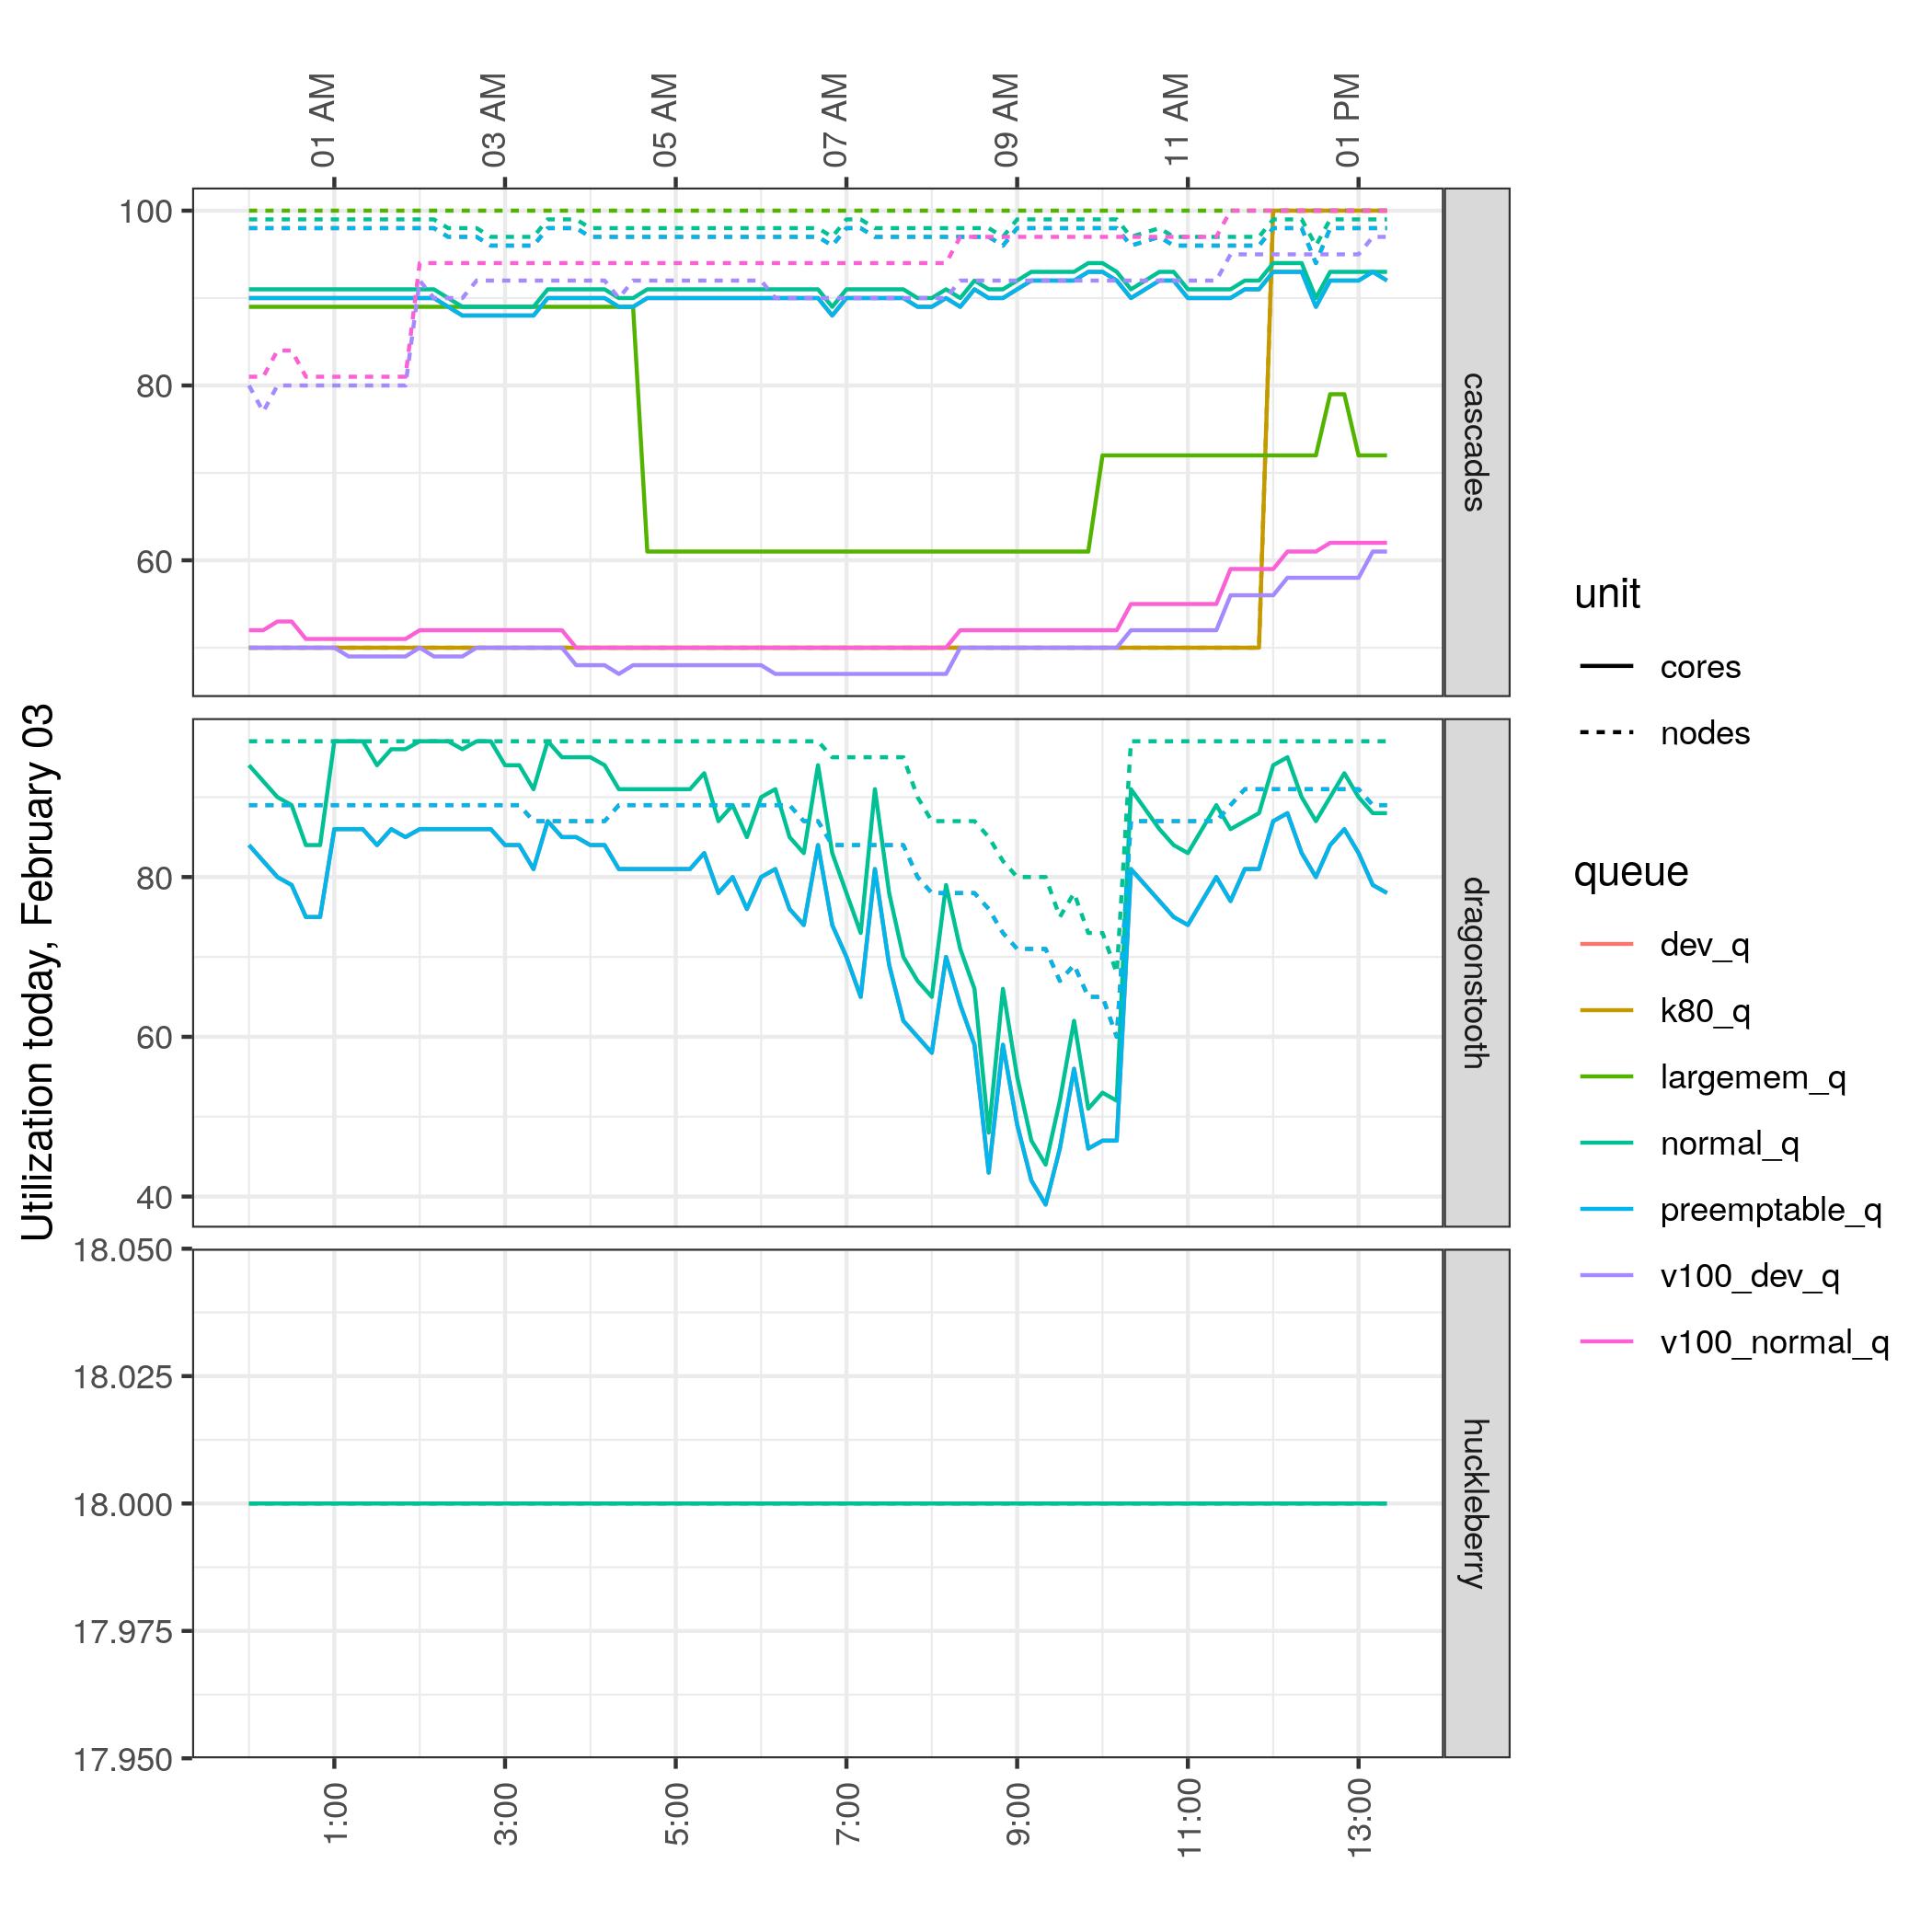 01 AM
03 AM
05 AM
07 AM
09 AM
11 AM
01 PM
100
80
60
cascades
Utilization today, February 03
80
60
40
dragonstooth
18.050
18.025
18.000
17.975
17.950
huckleberry
1:00
3:00
5:00
7:00
9:00
11:00
13:00
unit
cores
nodes
queue
dev_q
k80_q
largemem_q
normal_q
preemptable_q
v100_dev_q
v100_normal_q